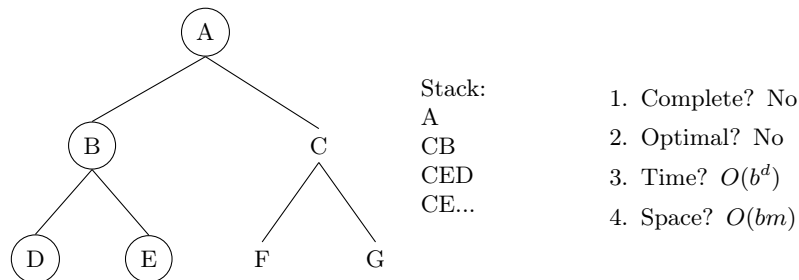 A
B
C
D
E
F
G
Stack:
A
CB
CED
CE...
1. Complete? No
2. Optimal? No
3. Time? O(b^d)
4. Space? O(bm)